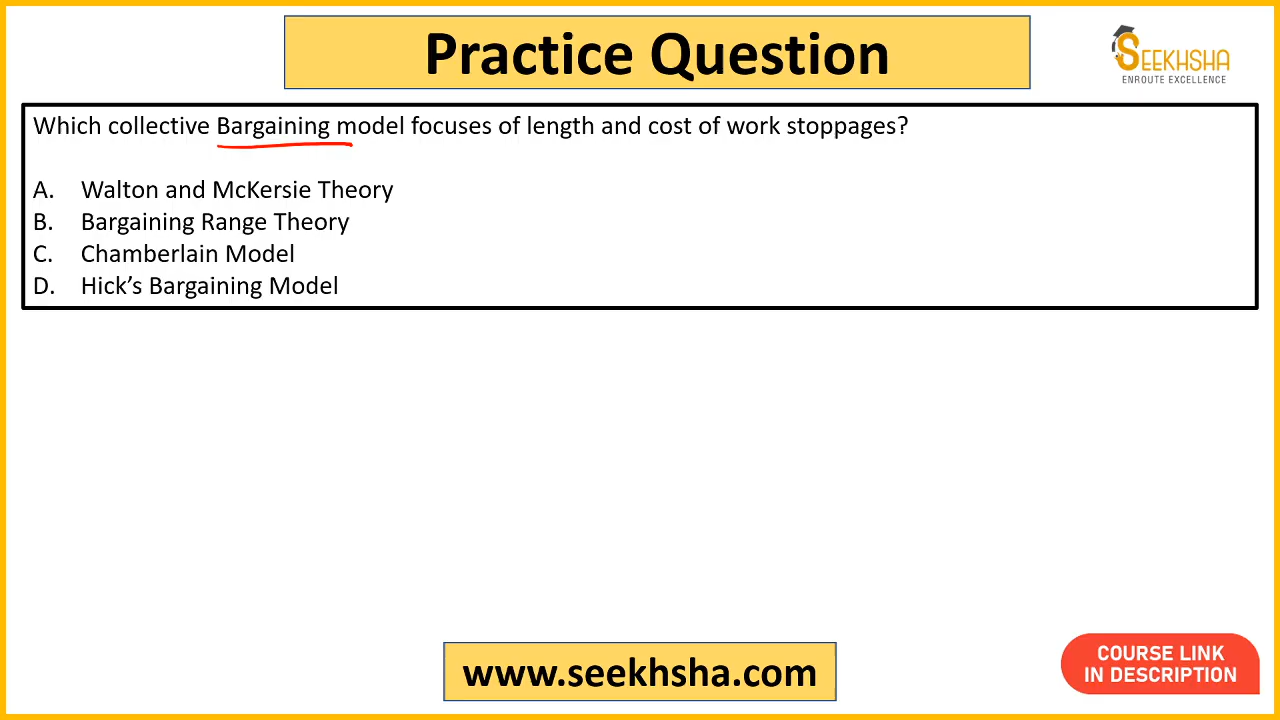 Practice Question
SEEKHSHA
ENROUTE EXCELLENCE
Which collective Bargaining model focuses of length and cost of work stoppages?
A. Walton and McKersie Theory
B. Bargaining Range Theory
C. Chamberlain Model
D. Hick’s Bargaining Model
www.seekhsha.com
COURSE LINK
IN DESCRIPTION